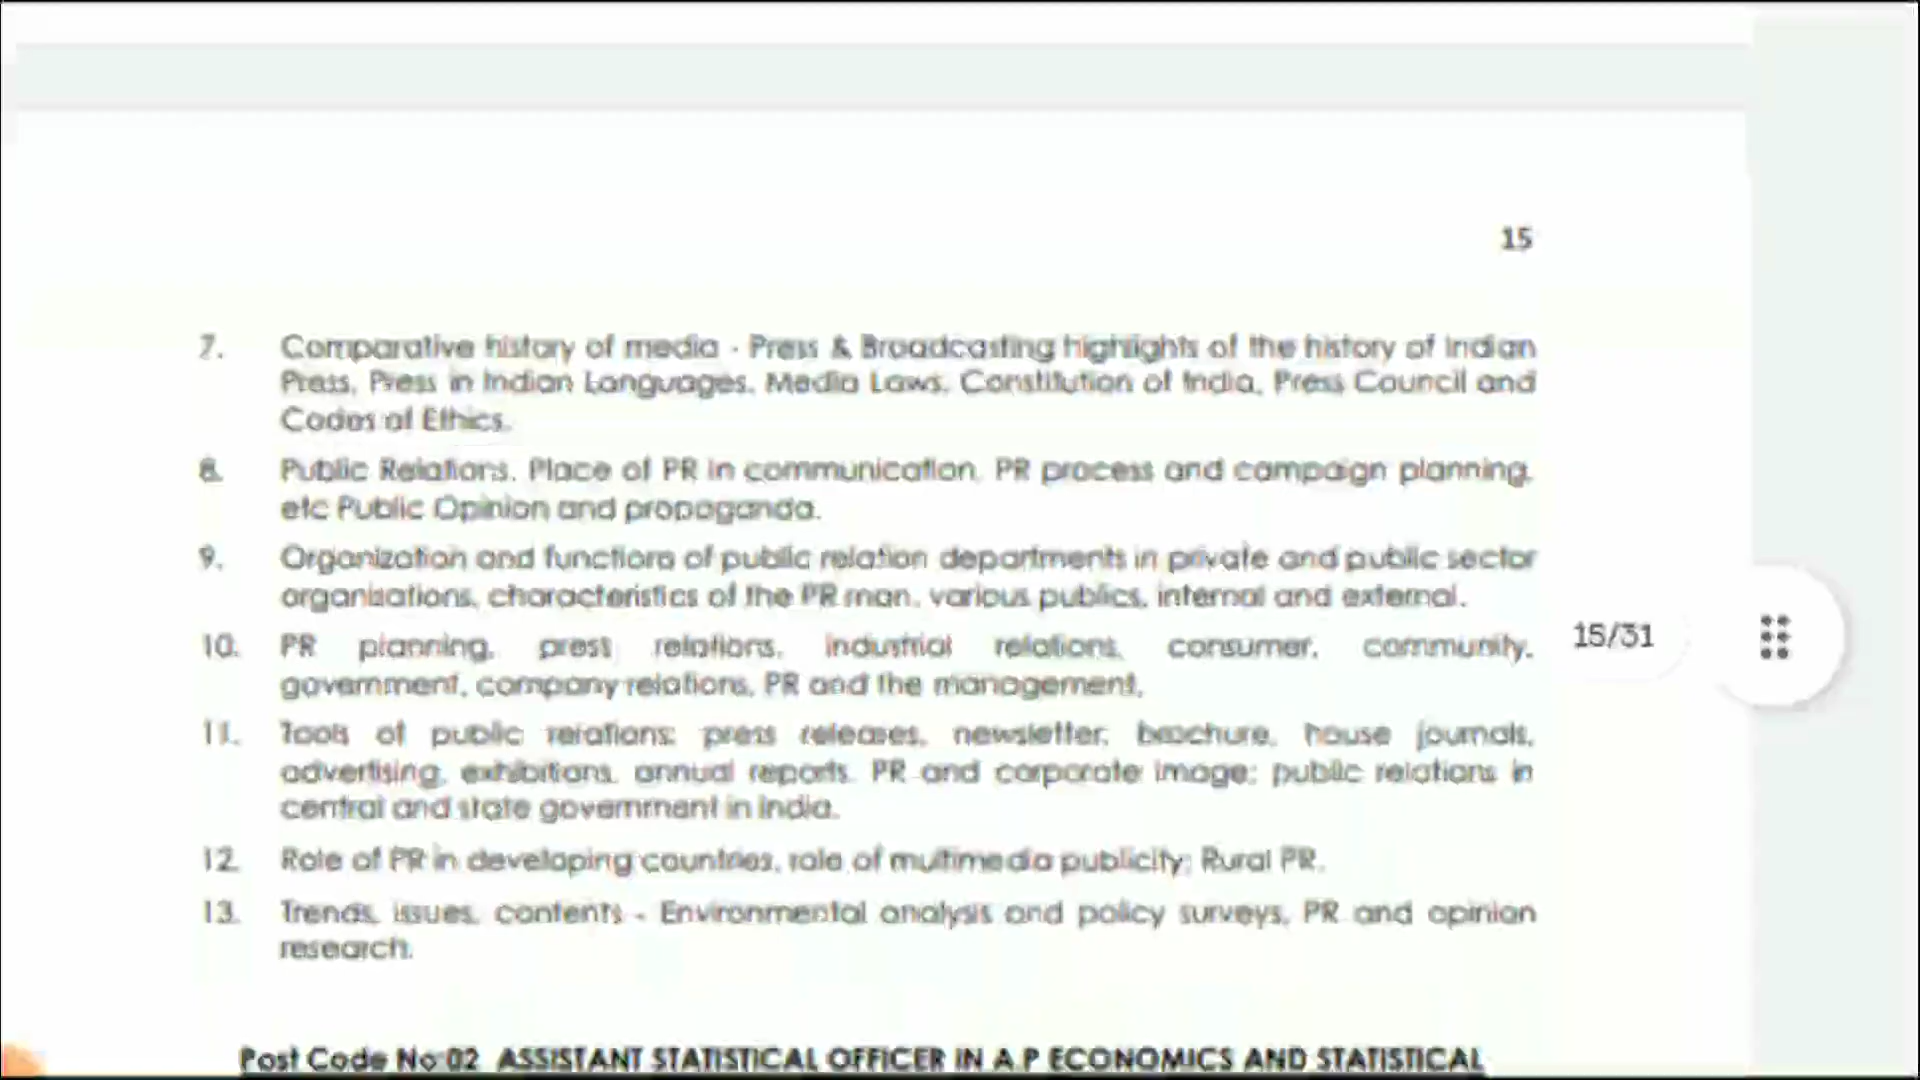 15
7. Comparative history of media - Press & Broadcasting highlights of the history of Indian
Press, Press in Indian Languages. Media Laws. Constitution of India, Press Council and
Codes of Ethics.
8. Public Relations. Place of PR in communication. PR process and campaign planning.
etc Public Opinion and propaganda.
9. Organization and functions of public relation departments in private and public sector
organisations, characteristics of the PR man, various publics, internal and external.
10. PR planning, press relations, industrial relations, consumer, community,
government, company relations, PR and the management,
15/31
11. Tools of public relations: press releases, newsletter, brochure, house journals,
advertising, exhibitions, annual reports. PR and corporate image; public relations in
central and state government in India.
12. Role of PR in developing countries, role of multimedia publicity; Rural PR.
13. Trends, issues, contents - Environmental analysis and policy surveys, PR and opinion
research.
Post Code No:02 ASSISTANT STATISTICAL OFFICER IN A.P ECONOMICS AND STATISTICAL